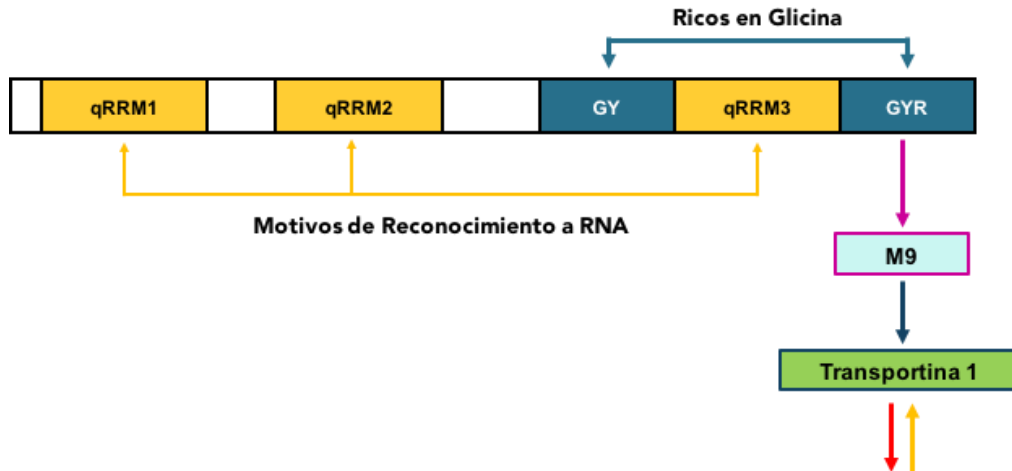 Ricos en Glicina
qRRM1
qRRM2
GY
qRRM3
GYR
Motivos de Reconocimiento a RNA
M9
Transportina 1